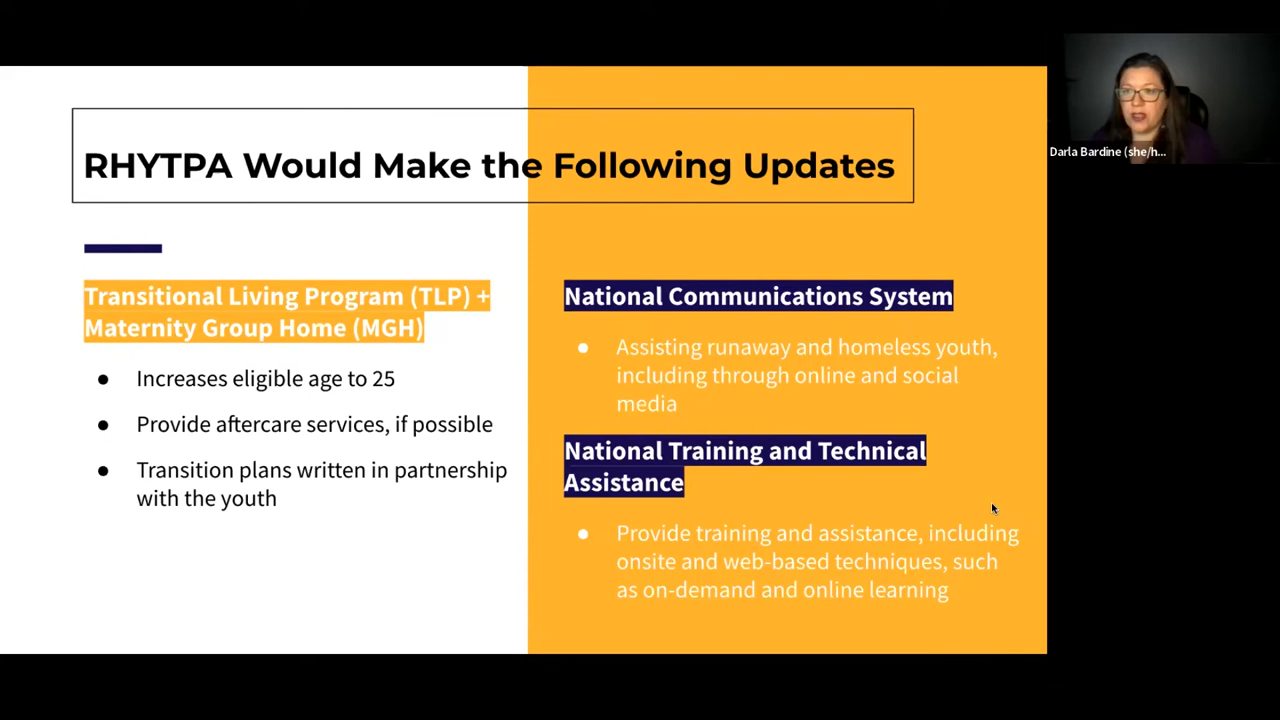 RHYTPA Would Make the Following Updates
Transitional Living Program (TLP) +
Maternity Group Home (MGH)
● Increases eligible age to 25
● Provide aftercare services, if possible
● Transition plans written in partnership
with the youth
National Communications System
● Assisting runaway and homeless youth,
including through online and social
media
National Training and Technical
Assistance
● Provide training and assistance, including
onsite and web-based techniques, such
as on-demand and online learning
Darla Bardine (she/h...